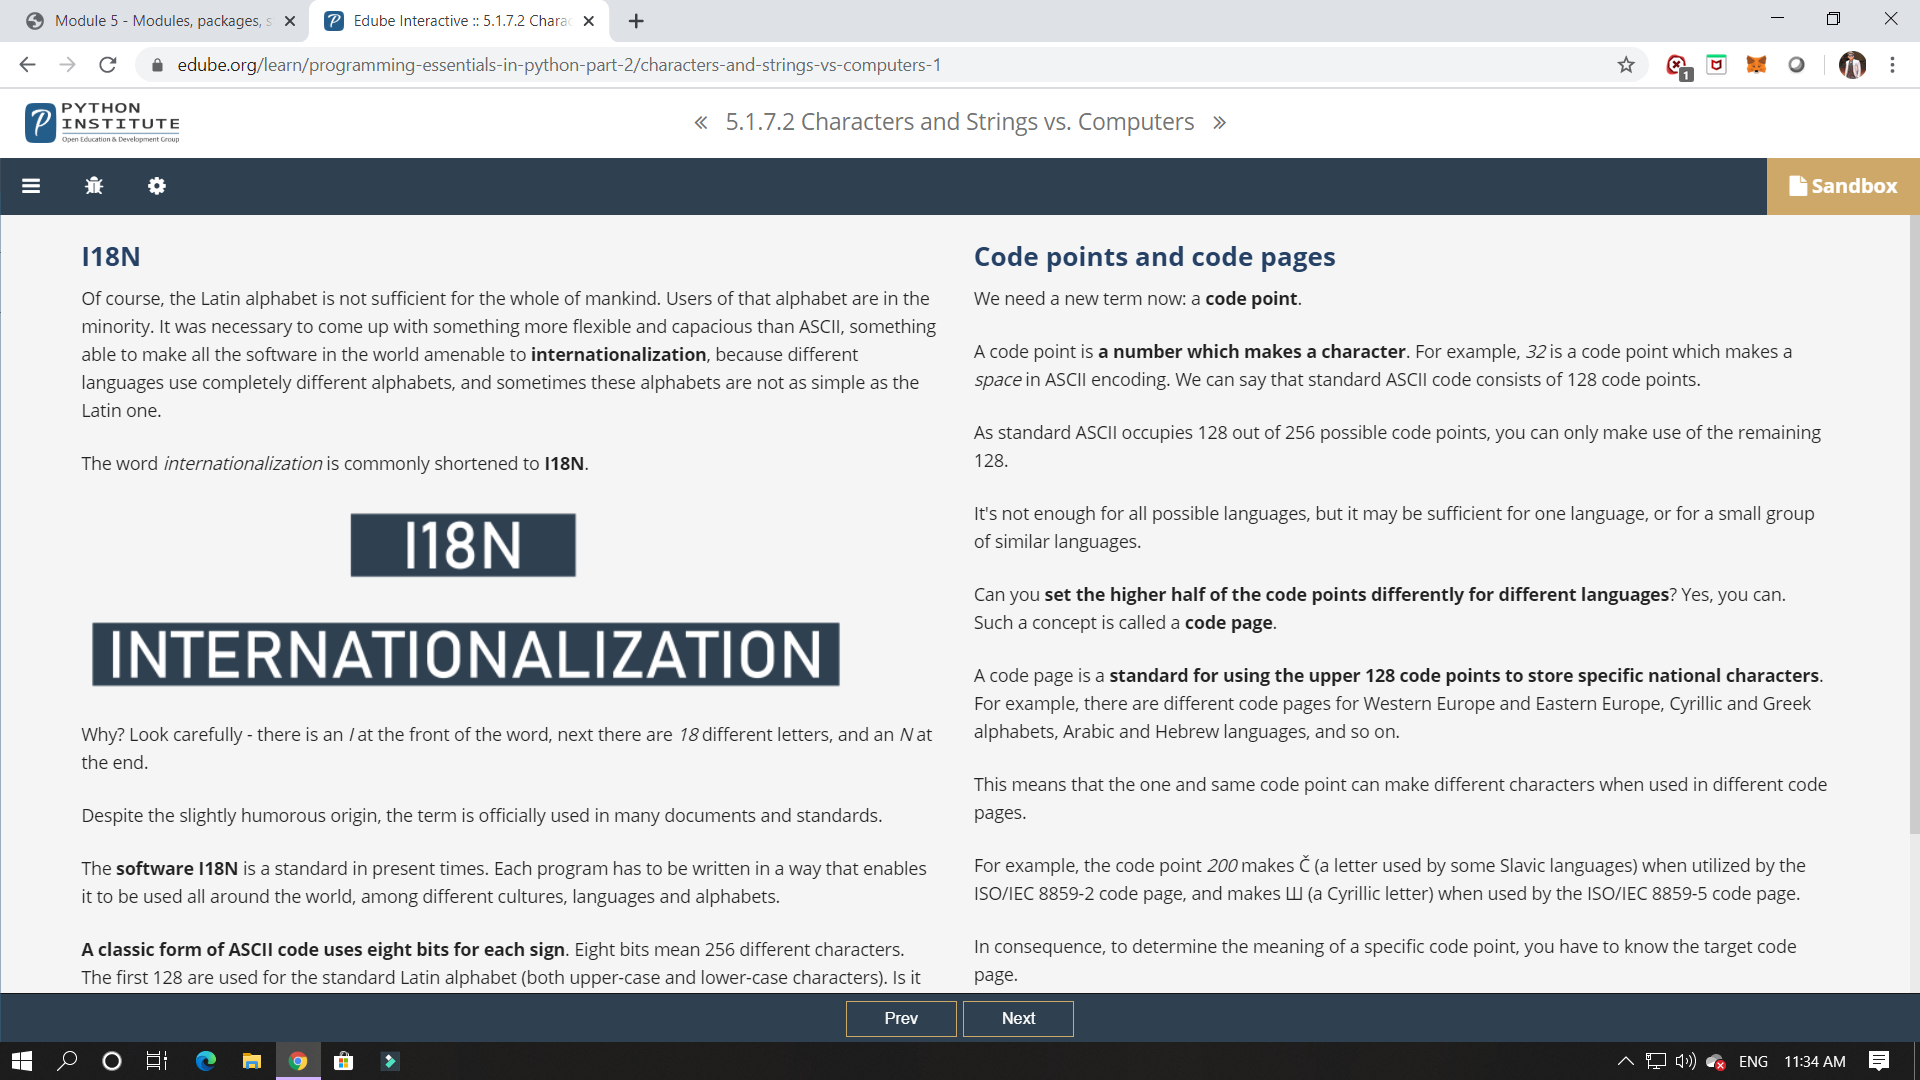 Module 5 - Modules, packages, s
Edube Interactive :: 5.1.7.2 Charac
edube.org/learn/programming-essentials-in-python-part-2/characters-and-strings-vs-computers-1
1
PYTHON
INSTITUTE
Open Education & Development Group
« 5.1.7.2 Characters and Strings vs. Computers »
Sandbox
I18N
Of course, the Latin alphabet is not sufficient for the whole of mankind. Users of that alphabet are in the
minority. It was necessary to come up with something more flexible and capacious than ASCII, something
able to make all the software in the world amenable to internationalization, because different
languages use completely different alphabets, and sometimes these alphabets are not as simple as the
Latin one.
The word internationalization is commonly shortened to I18N.
I18N
INTERNATIONALIZATION
Why? Look carefully - there is an I at the front of the word, next there are 18 different letters, and an N at
the end.
Despite the slightly humorous origin, the term is officially used in many documents and standards.
The software I18N is a standard in present times. Each program has to be written in a way that enables
it to be used all around the world, among different cultures, languages and alphabets.
A classic form of ASCII code uses eight bits for each sign. Eight bits mean 256 different characters.
The first 128 are used for the standard Latin alphabet (both upper-case and lower-case characters). Is it
Code points and code pages
We need a new term now: a code point.
A code point is a number which makes a character. For example, 32 is a code point which makes a
space in ASCII encoding. We can say that standard ASCII code consists of 128 code points.
As standard ASCII occupies 128 out of 256 possible code points, you can only make use of the remaining
128.
It's not enough for all possible languages, but it may be sufficient for one language, or for a small group
of similar languages.
Can you set the higher half of the code points differently for different languages? Yes, you can.
Such a concept is called a code page.
A code page is a standard for using the upper 128 code points to store specific national characters.
For example, there are different code pages for Western Europe and Eastern Europe, Cyrillic and Greek
alphabets, Arabic and Hebrew languages, and so on.
This means that the one and same code point can make different characters when used in different code
pages.
For example, the code point 200 makes Č (a letter used by some Slavic languages) when utilized by the
ISO/IEC 8859-2 code page, and makes Ш (a Cyrillic letter) when used by the ISO/IEC 8859-5 code page.
In consequence, to determine the meaning of a specific code point, you have to know the target code
page.
Prev
Next
ENG
11:34 AM